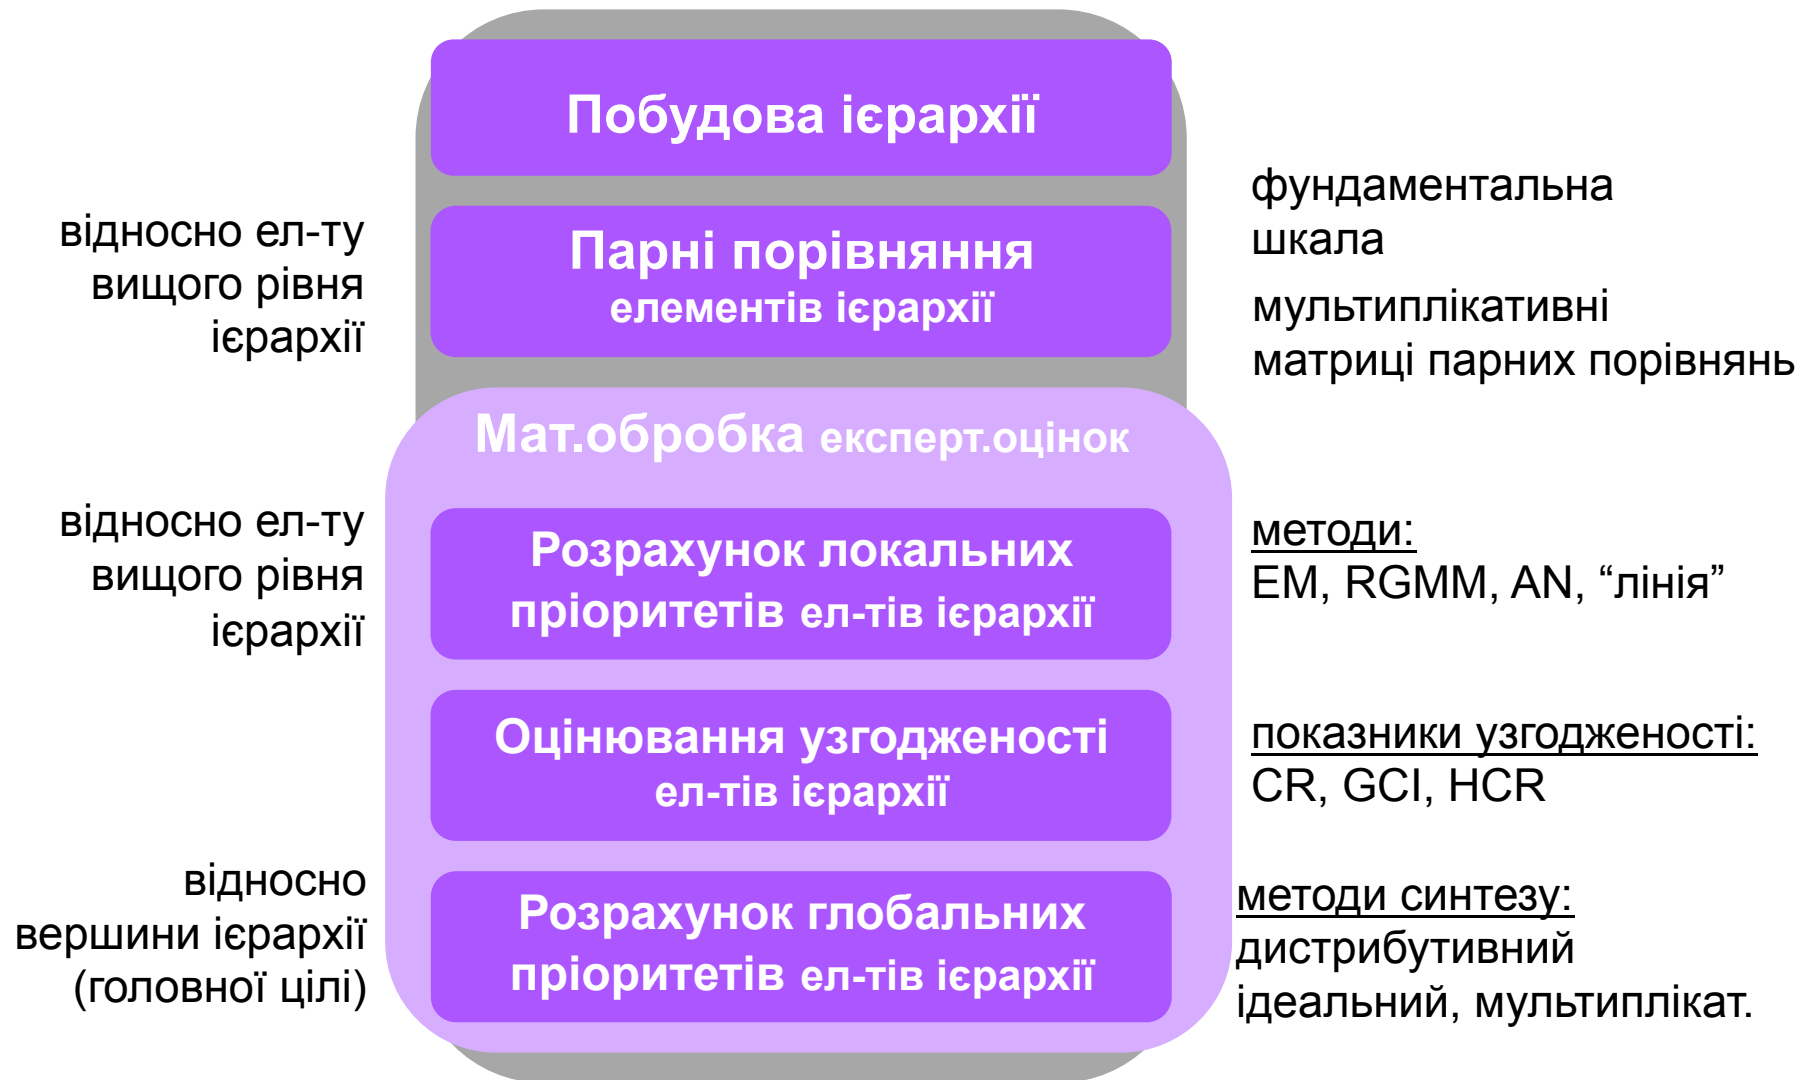 Побудова ієрархії
відносно ел-ту
вищого рівня
ієрархії
Парні порівняння
елементів ієрархії
фундаментальна
шкала
мультиплікативні
матриці парних порівнянь
Мат.обробка експерт.оцінок
відносно ел-ту
вищого рівня
ієрархії
Розрахунок локальних
пріоритетів ел-тів ієрархії
методи:
EM, RGMM, AN, “лінія”
Оцінювання узгодженості
ел-тів ієрархії
показники узгодженості:
CR, GCI, HCR
відносно
вершини ієрархії
(головної цілі)
Розрахунок глобальних
пріоритетів ел-тів ієрархії
методи синтезу:
дистрибутивний
ідеальний, мультиплікат.